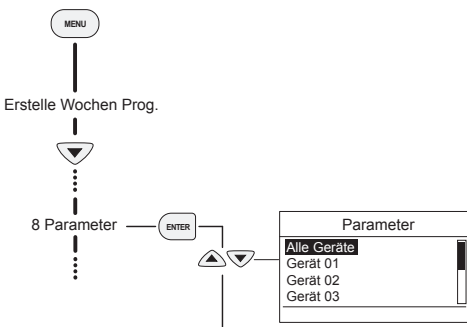 MENU
Erstelle Wochen Prog.
8 Parameter
ENTER
Parameter
Alle Geräte
Gerät 01
Gerät 02
Gerät 03